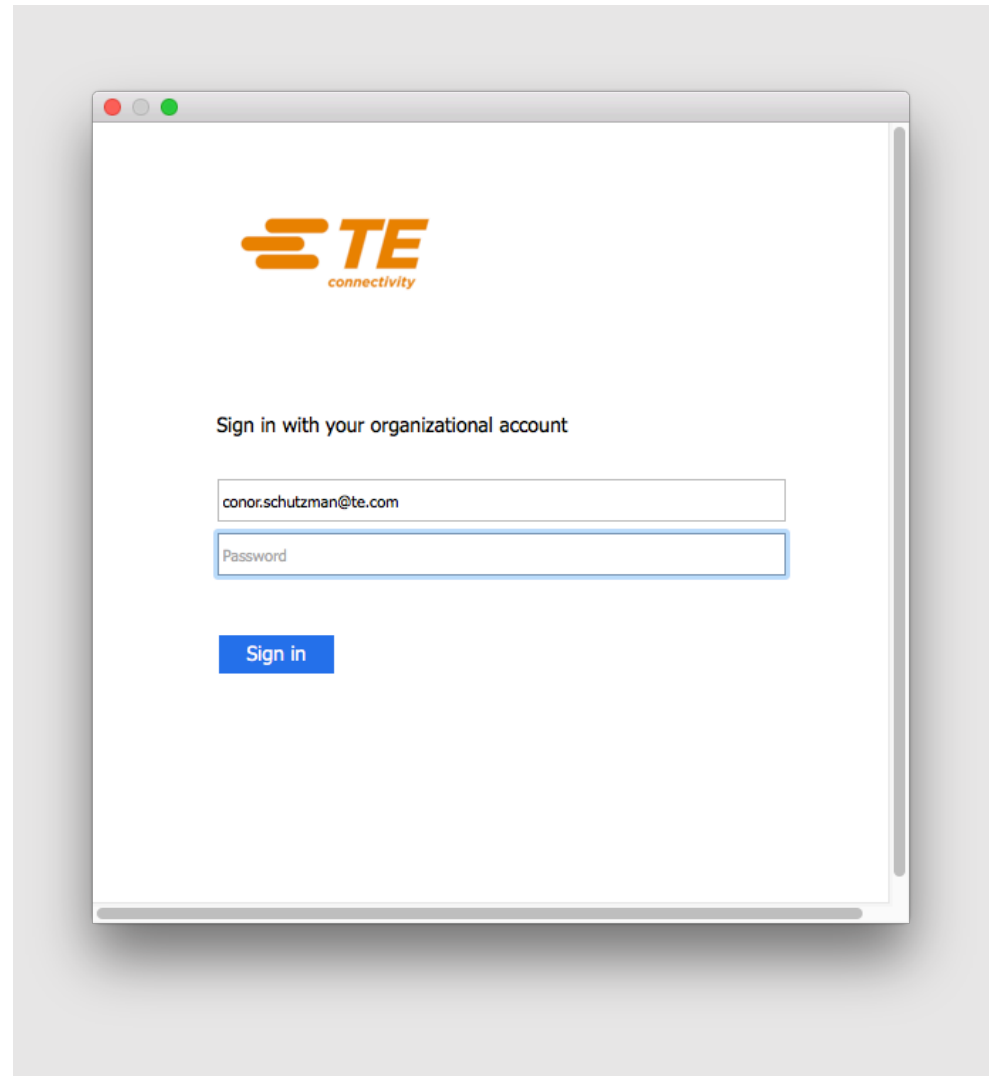 TE
connectivity
Sign in with your organizational account
conor.schutzman@te.com
Password
Sign in